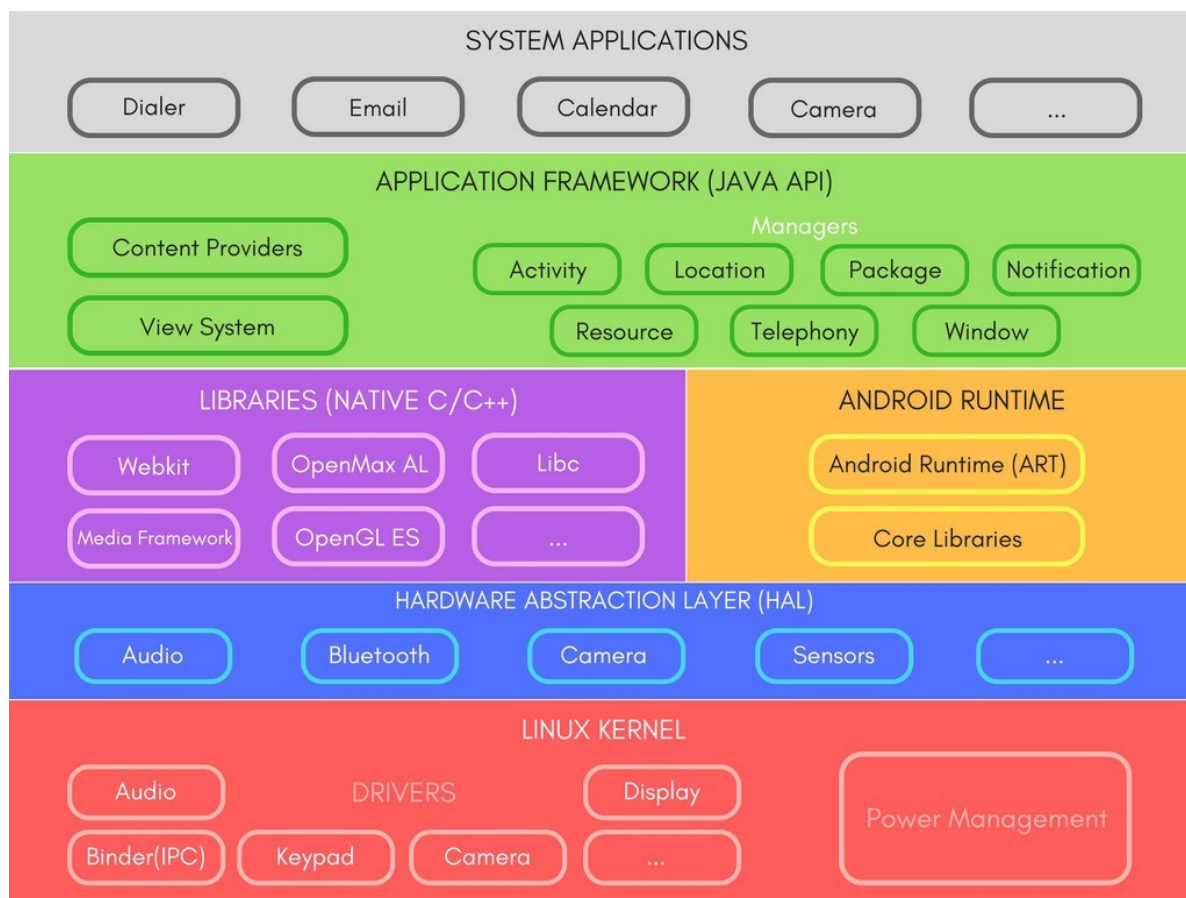 SYSTEM APPLICATIONS
Dialer
Email
Calendar
Camera
...
APPLICATION FRAMEWORK (JAVA API)
Content Providers
View System
Managers
Activity
Location
Package
Notification
Resource
Telephony
Window
LIBRARIES (NATIVE C/C++)
Webkit
OpenMax AL
Libc
Media Framework
OpenGL ES
...
ANDROID RUNTIME
Android Runtime (ART)
Core Libraries
HARDWARE ABSTRACTION LAYER (HAL)
Audio
Bluetooth
Camera
Sensors
...
LINUX KERNEL
Audio
DRIVERS
Display
Binder(IPC)
Keypad
Camera
...
Power Management